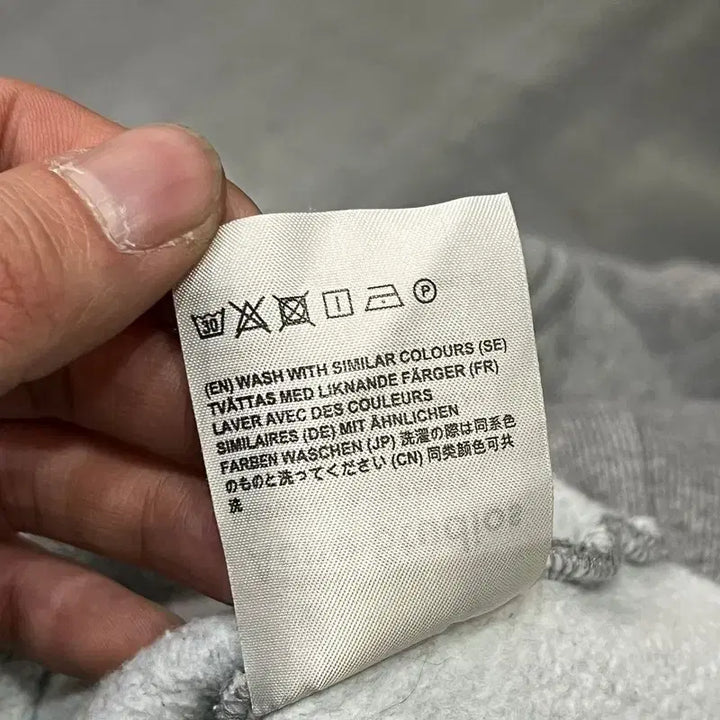 30
P
(EN) WASH WITH SIMILAR COLOURS (SE)
TVÄTTAS MED LIKNANDE FÄRGER (FR)
LAVER AVEC DES COULEURS
SIMILAIRES (DE) MIT ÄHNLICHEN
FARBEN WASCHEN (JP) 洗濯の際は同系色
のものと洗ってください (CN) 同类颜色可共
洗